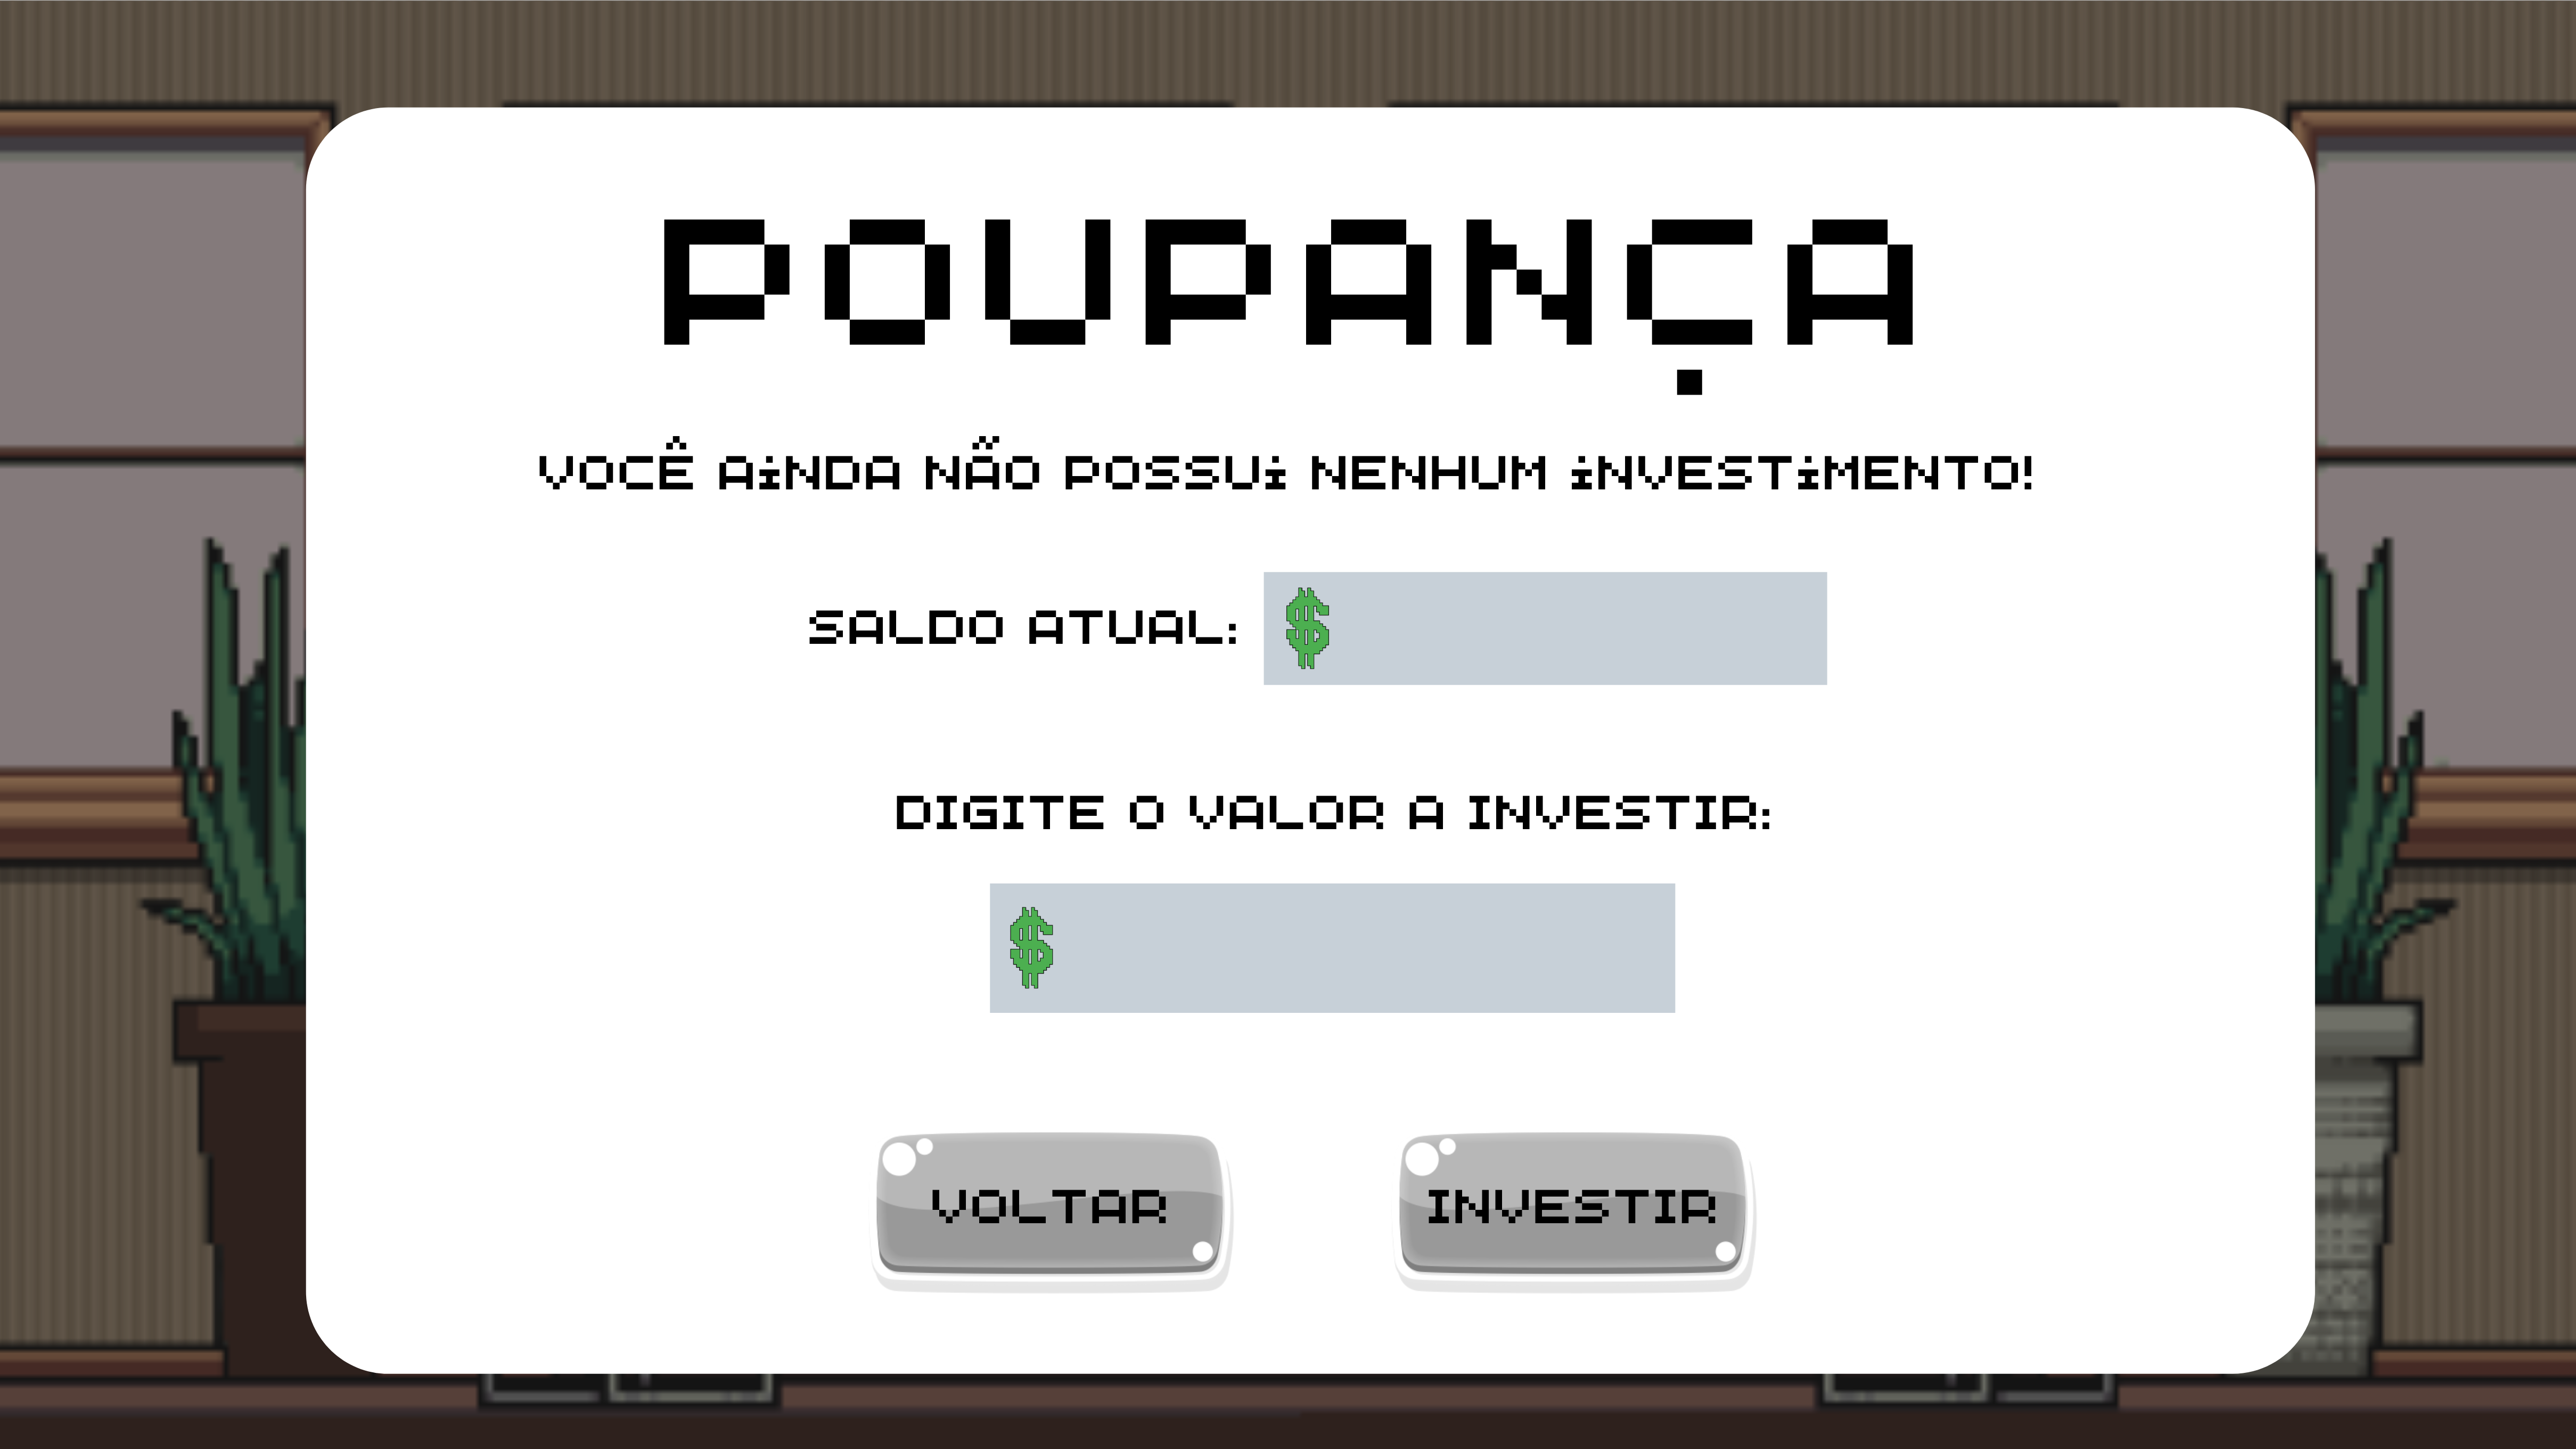 POUPANÇA
VOCÊ AiNDA NÃO POSSUi NENHUM iNVESTiMENTO!
SALDO ATUAL: $
DIGITE O VALOR A INVESTIR:
$
VOLTAR INVESTIR